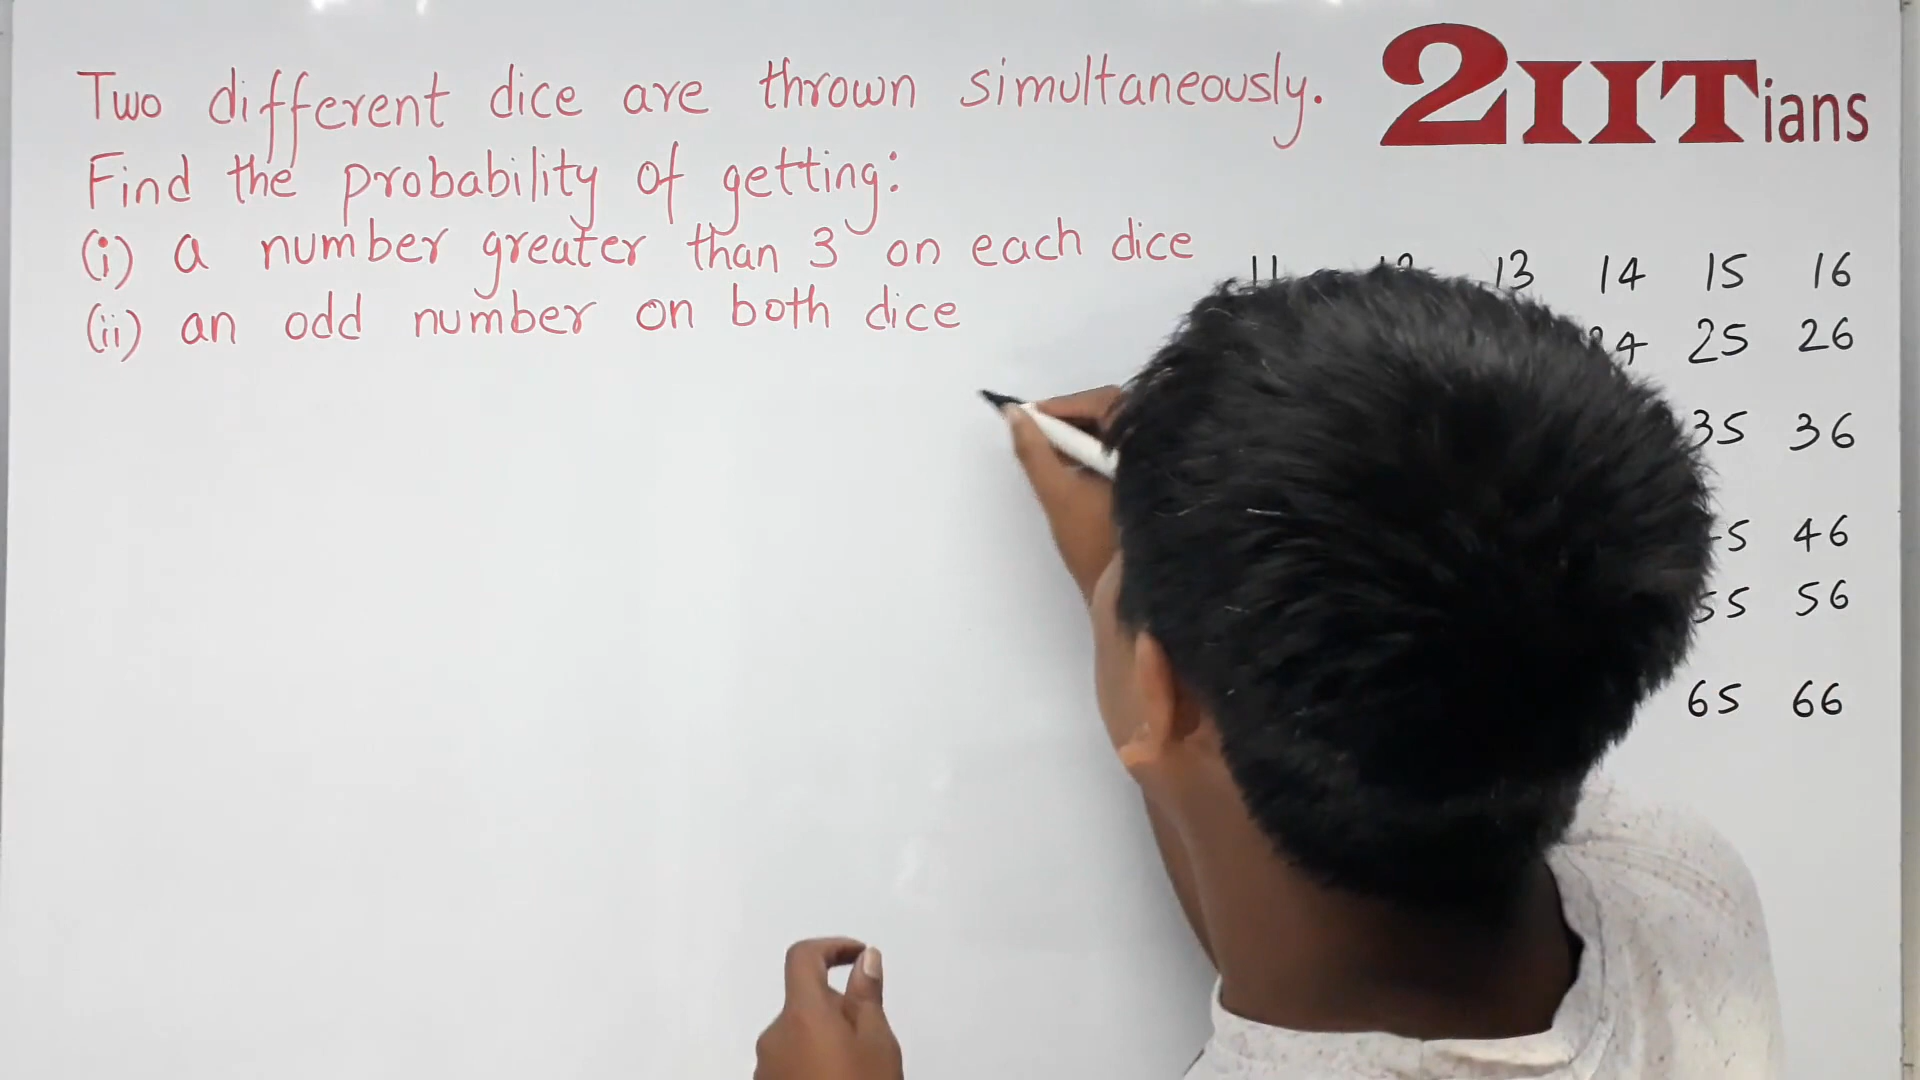 Two different dice are thrown simultaneously.
2IITians
Find the probability of getting:
(i) a number greater than 3 on each dice
(ii) an odd number on both dice
11 13 14 15 16
25 26
35 36
46
56
65 66